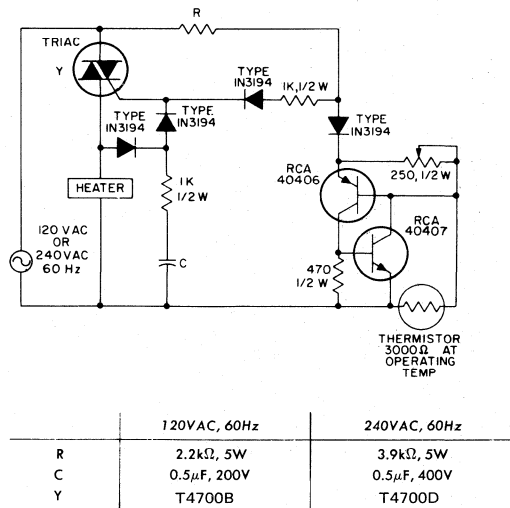 R
TRIAC
Y
TYPE
IN3194
1K, 1/2 W
TYPE
IN3194
TYPE
IN3194
TYPE
IN3194
250, 1/2 W
RCA
40406
HEATER
1K
1/2 W
RCA
40407
120 VAC
OR
240VAC
60 Hz
C
470
1/2 W
THERMISTOR
3000Ω AT
OPERATING
TEMP
120VAC, 60Hz 240VAC, 60Hz
R 2.2kΩ, 5W 3.9kΩ, 5W
C 0.5μF, 200V 0.5μF, 400V
Y T4700B T4700D